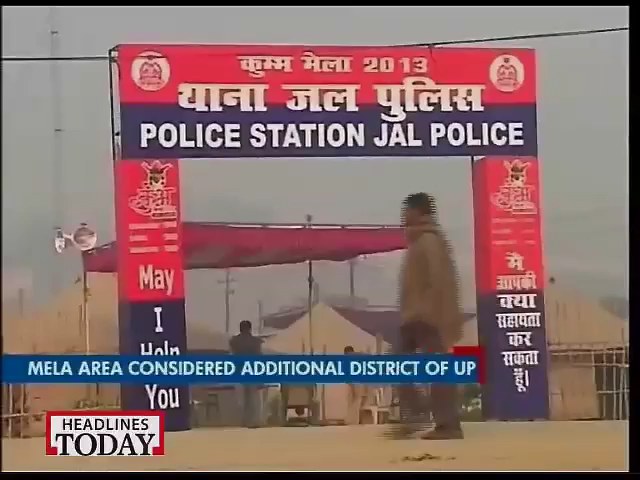 कुम्भ मेला 2013
थाना जल पुलिस
POLICE STATION JAL POLICE
May
I
Help
You
मै
आपकी
क्या
सहायता
कर
सकता
हूँ।
MELA AREA CONSIDERED ADDITIONAL DISTRICT OF UP
HEADLINES
TODAY